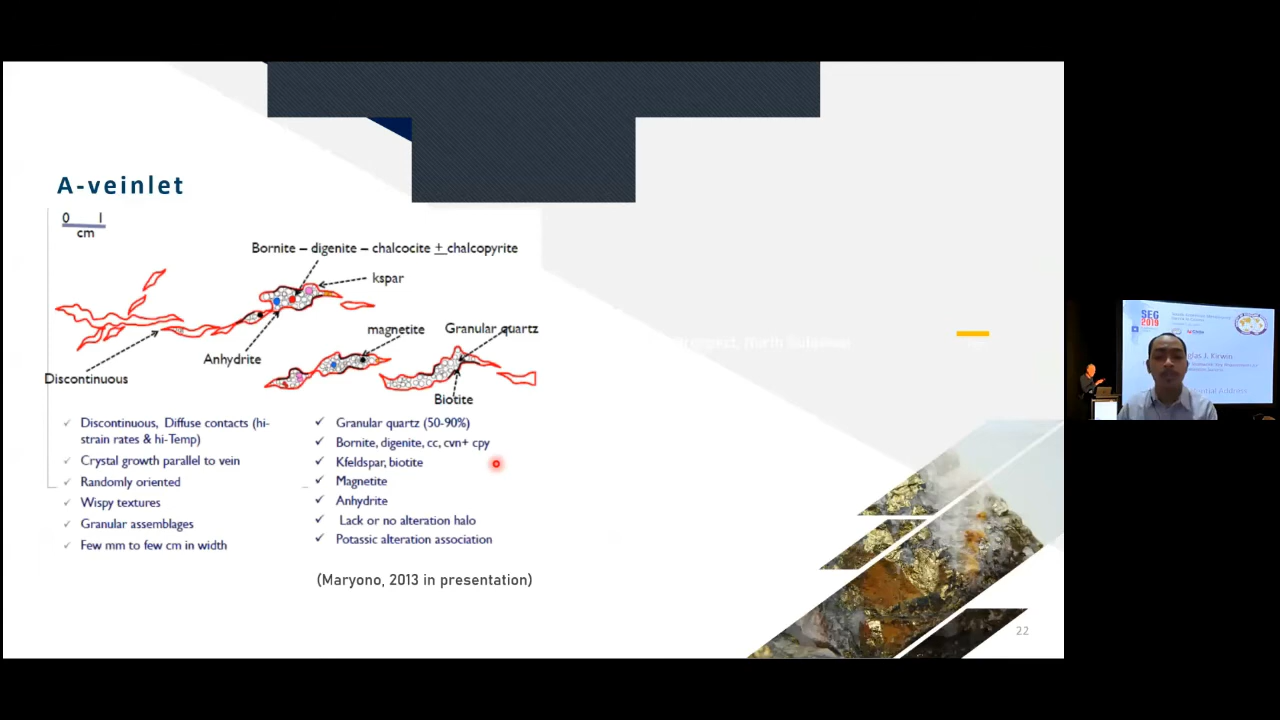 A-veinlet
0 1
cm
Bornite – digenite – chalcocite + chalcopyrite
kspar
magnetite
Granular quartz
Anhydrite
Discontinuous
Biotite
Discontinuous, Diffuse contacts (hi-
strain rates & hi-Temp)
Crystal growth parallel to vein
Randomly oriented
Wispy textures
Granular assemblages
Few mm to few cm in width
Granular quartz (50-90%)
Bornite, digenite, cc, cvn+ cpy
Kfeldspar, biotite
Magnetite
Anhydrite
Lack or no alteration halo
Potassic alteration association
(Maryono, 2013 in presentation)
22
SEG
2019
J. Kirwin
Address